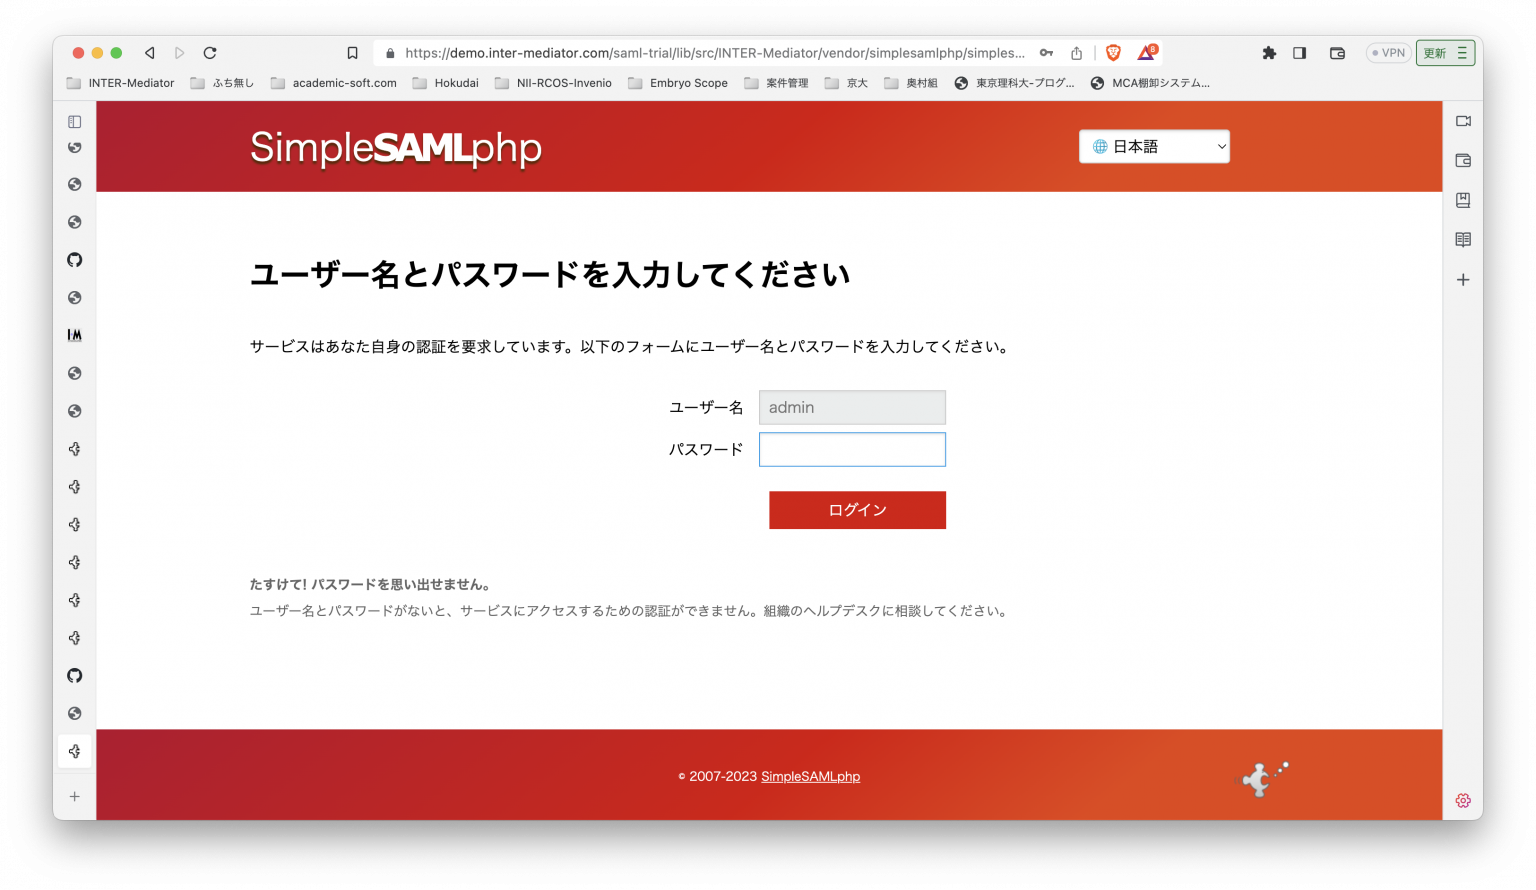 https://demo.inter-mediator.com/saml-trial/lib/src/INTER-Mediator/vendor/simplesamlphp/simples...
8
VPN
更新
INTER-Mediator
ふち無し
academic-soft.com
Hokudai
NII-RCOS-Invenio
Embryo Scope
案件管理
京大
奥村組
東京理科大-プログ...
MCA棚卸システム...
SimpleSAMLphp
日本語
ユーザー名とパスワードを入力してください
サービスはあなた自身の認証を要求しています。以下のフォームにユーザー名とパスワードを入力してください。
ユーザー名
admin
パスワード
ログイン
たすけて! パスワードを思い出せません。
ユーザー名とパスワードがないと、サービスにアクセスするための認証ができません。組織のヘルプデスクに相談してください。
I•M
© 2007-2023 SimpleSAMLphp